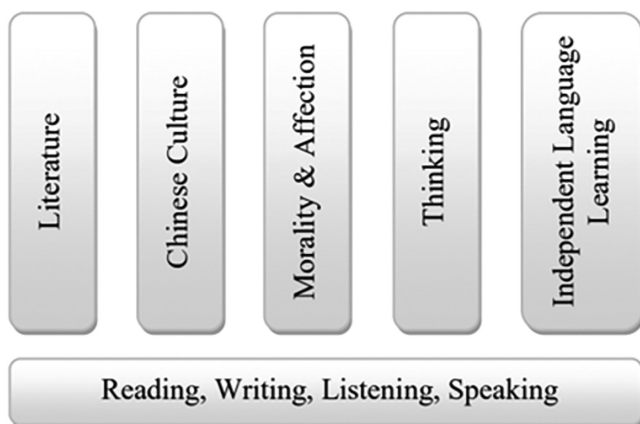 Literature
Chinese Culture
Morality & Affection
Thinking
Independent Language
Learning
Reading, Writing, Listening, Speaking